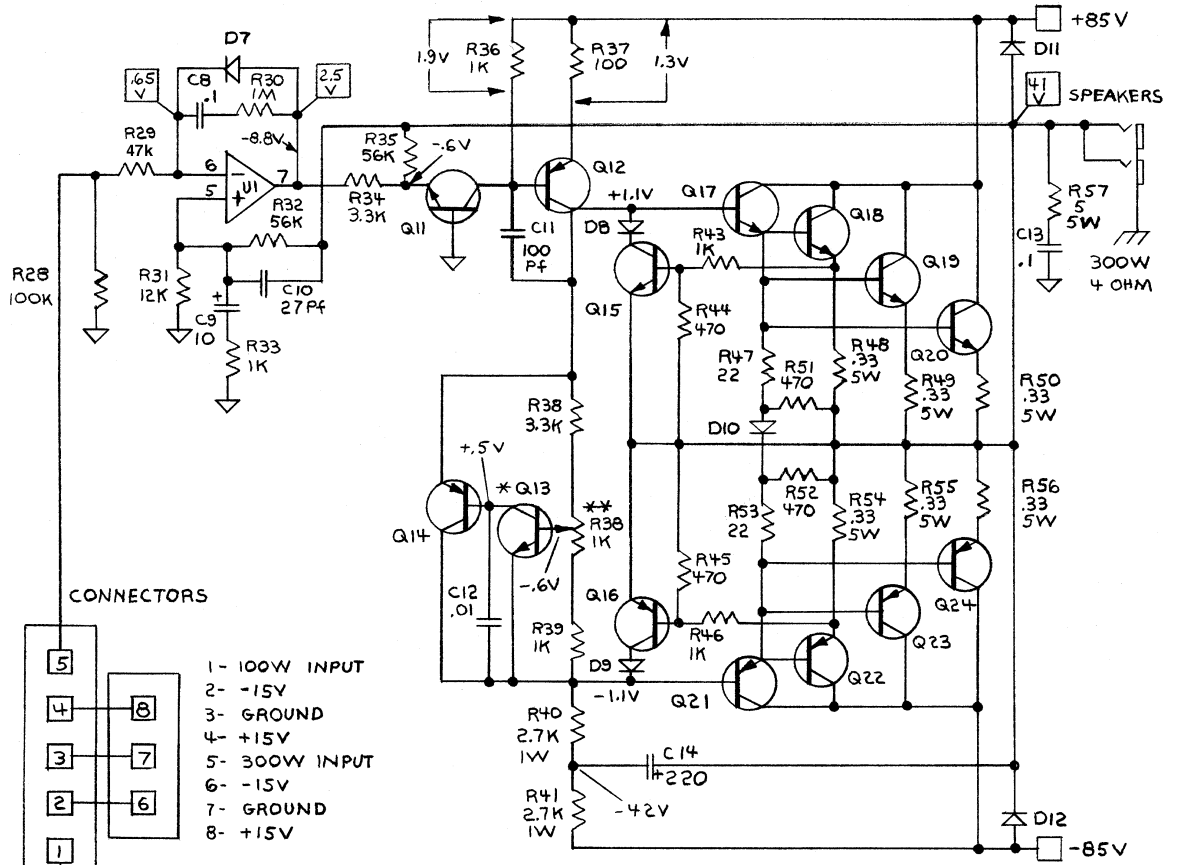 D7
.65
V
C8
.1
R30
1M
2.5
V
-8.8V
R29
47K
6
5
7
U1
R32
56K
R28
100K
R31
12K
C9
10
C10
27Pf
R33
1K
R35
56K
-.6V
R34
3.3K
Q11
1.9V
R36
1K
R37
100
1.3V
Q12
C11
100
Pf
+1.1V
D8
Q15
Q17
Q18
Q19
Q20
R43
1K
R44
470
R47
22
R51
470
R48
.33
5W
R49
.33
5W
R50
.33
5W
D10
+85V
D11
41
V
SPEAKERS
R57
5
5W
C13
.1
300W
4 OHM
R38
3.3K
+.5V
*Q13
Q14
**
R38
1K
-.6V
C12
.01
R39
1K
R52
470
R53
22
R54
.33
5W
R55
.33
5W
R56
.33
5W
R45
470
Q16
R46
1K
D9
-1.1V
Q21
Q22
Q23
Q24
R40
2.7K
1W
C14
+220
R41
2.7K
1W
-42V
D12
-85V
CONNECTORS
5
4
3
2
1
8
7
6
1- 100W INPUT
2- -15V
3- GROUND
4- +15V
5- 300W INPUT
6- -15V
7- GROUND
8- +15V